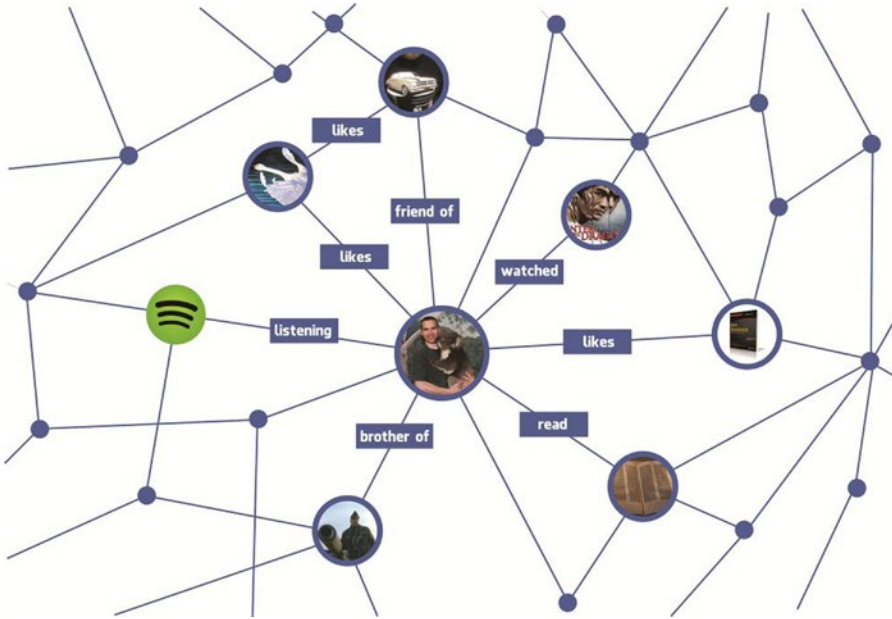 likes
friend of
likes
watched
listening
likes
brother of
read